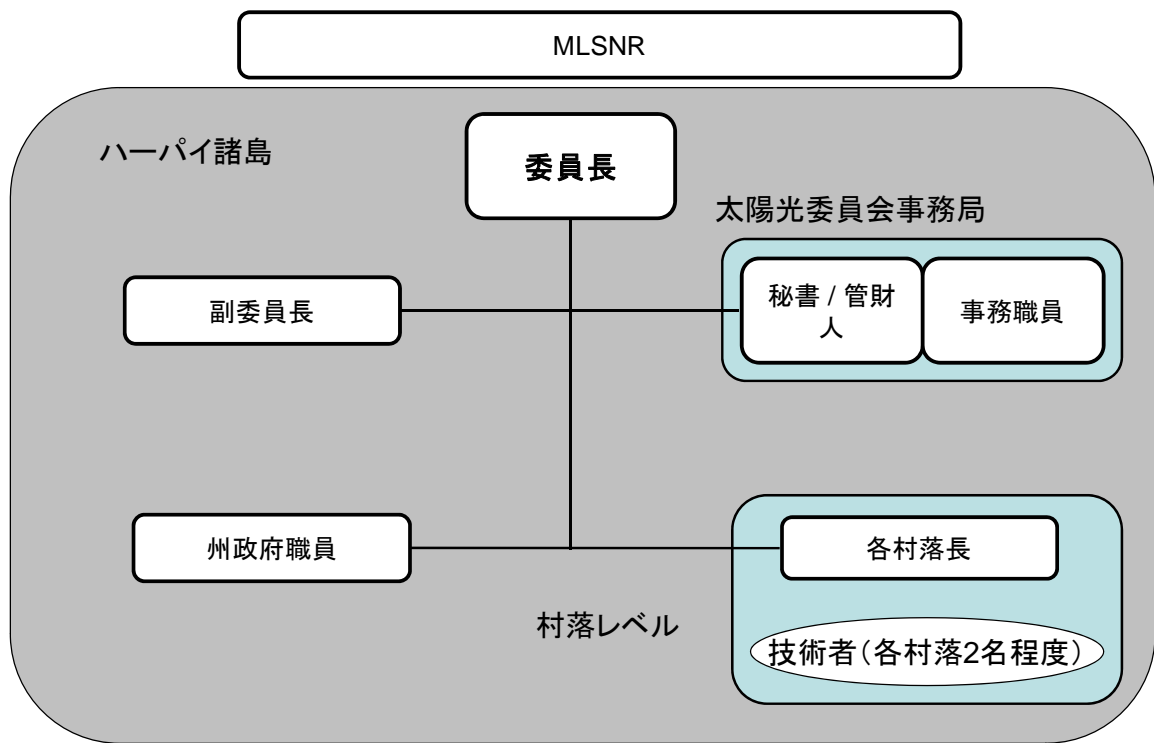 MLSNR
ハーパイ諸島
委員長
太陽光委員会事務局
副委員長
秘書 / 管財
人
事務職員
州政府職員
各村落長
村落レベル
技術者(各村落2名程度)